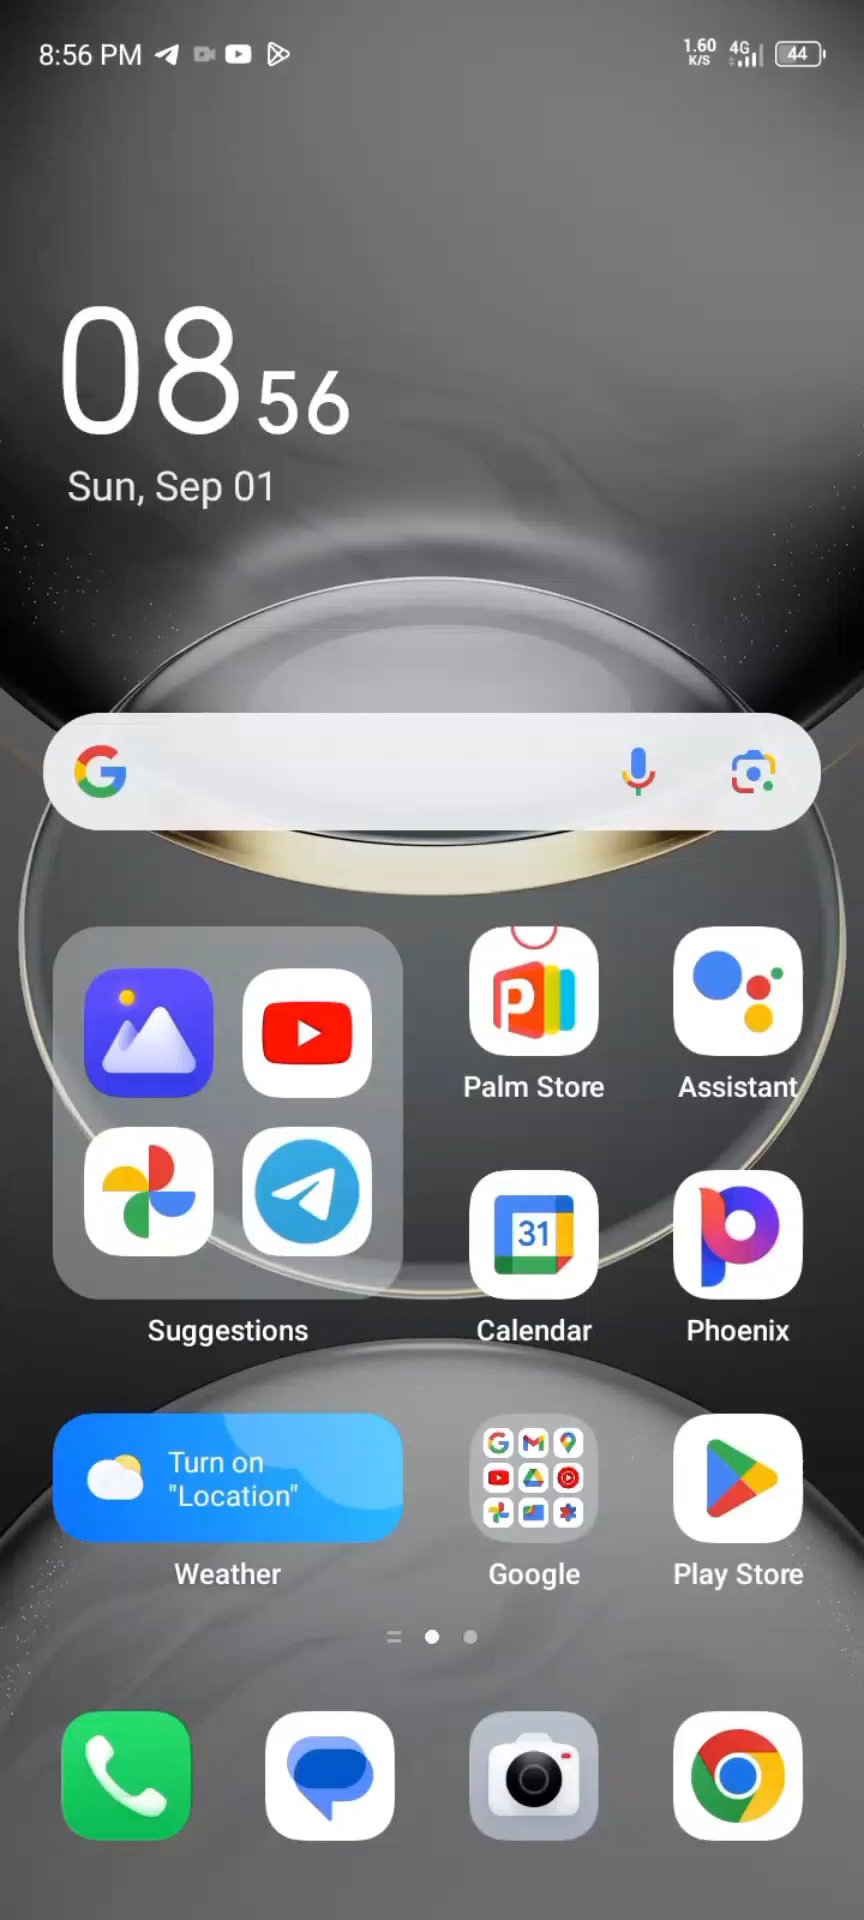 8:56 PM
1.60
K/S
4G
44
08 56
Sun, Sep 01
Palm Store
Assistant
31
Suggestions
Calendar
Phoenix
Turn on
"Location"
Weather
Google
Play Store